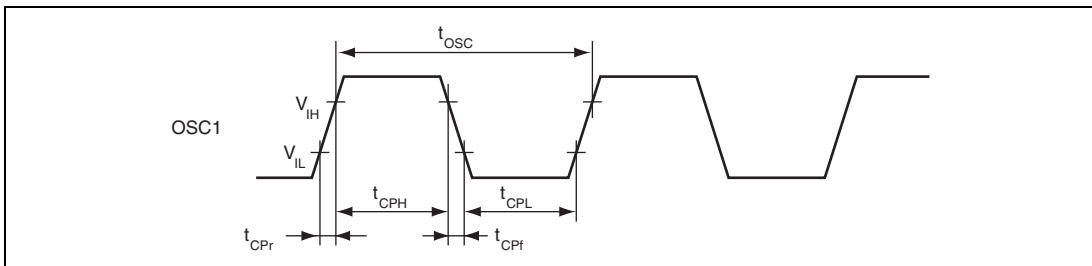 tOSC
VIH
OSC1
VIL
tCPH
tCPL
tCPr
tCPf